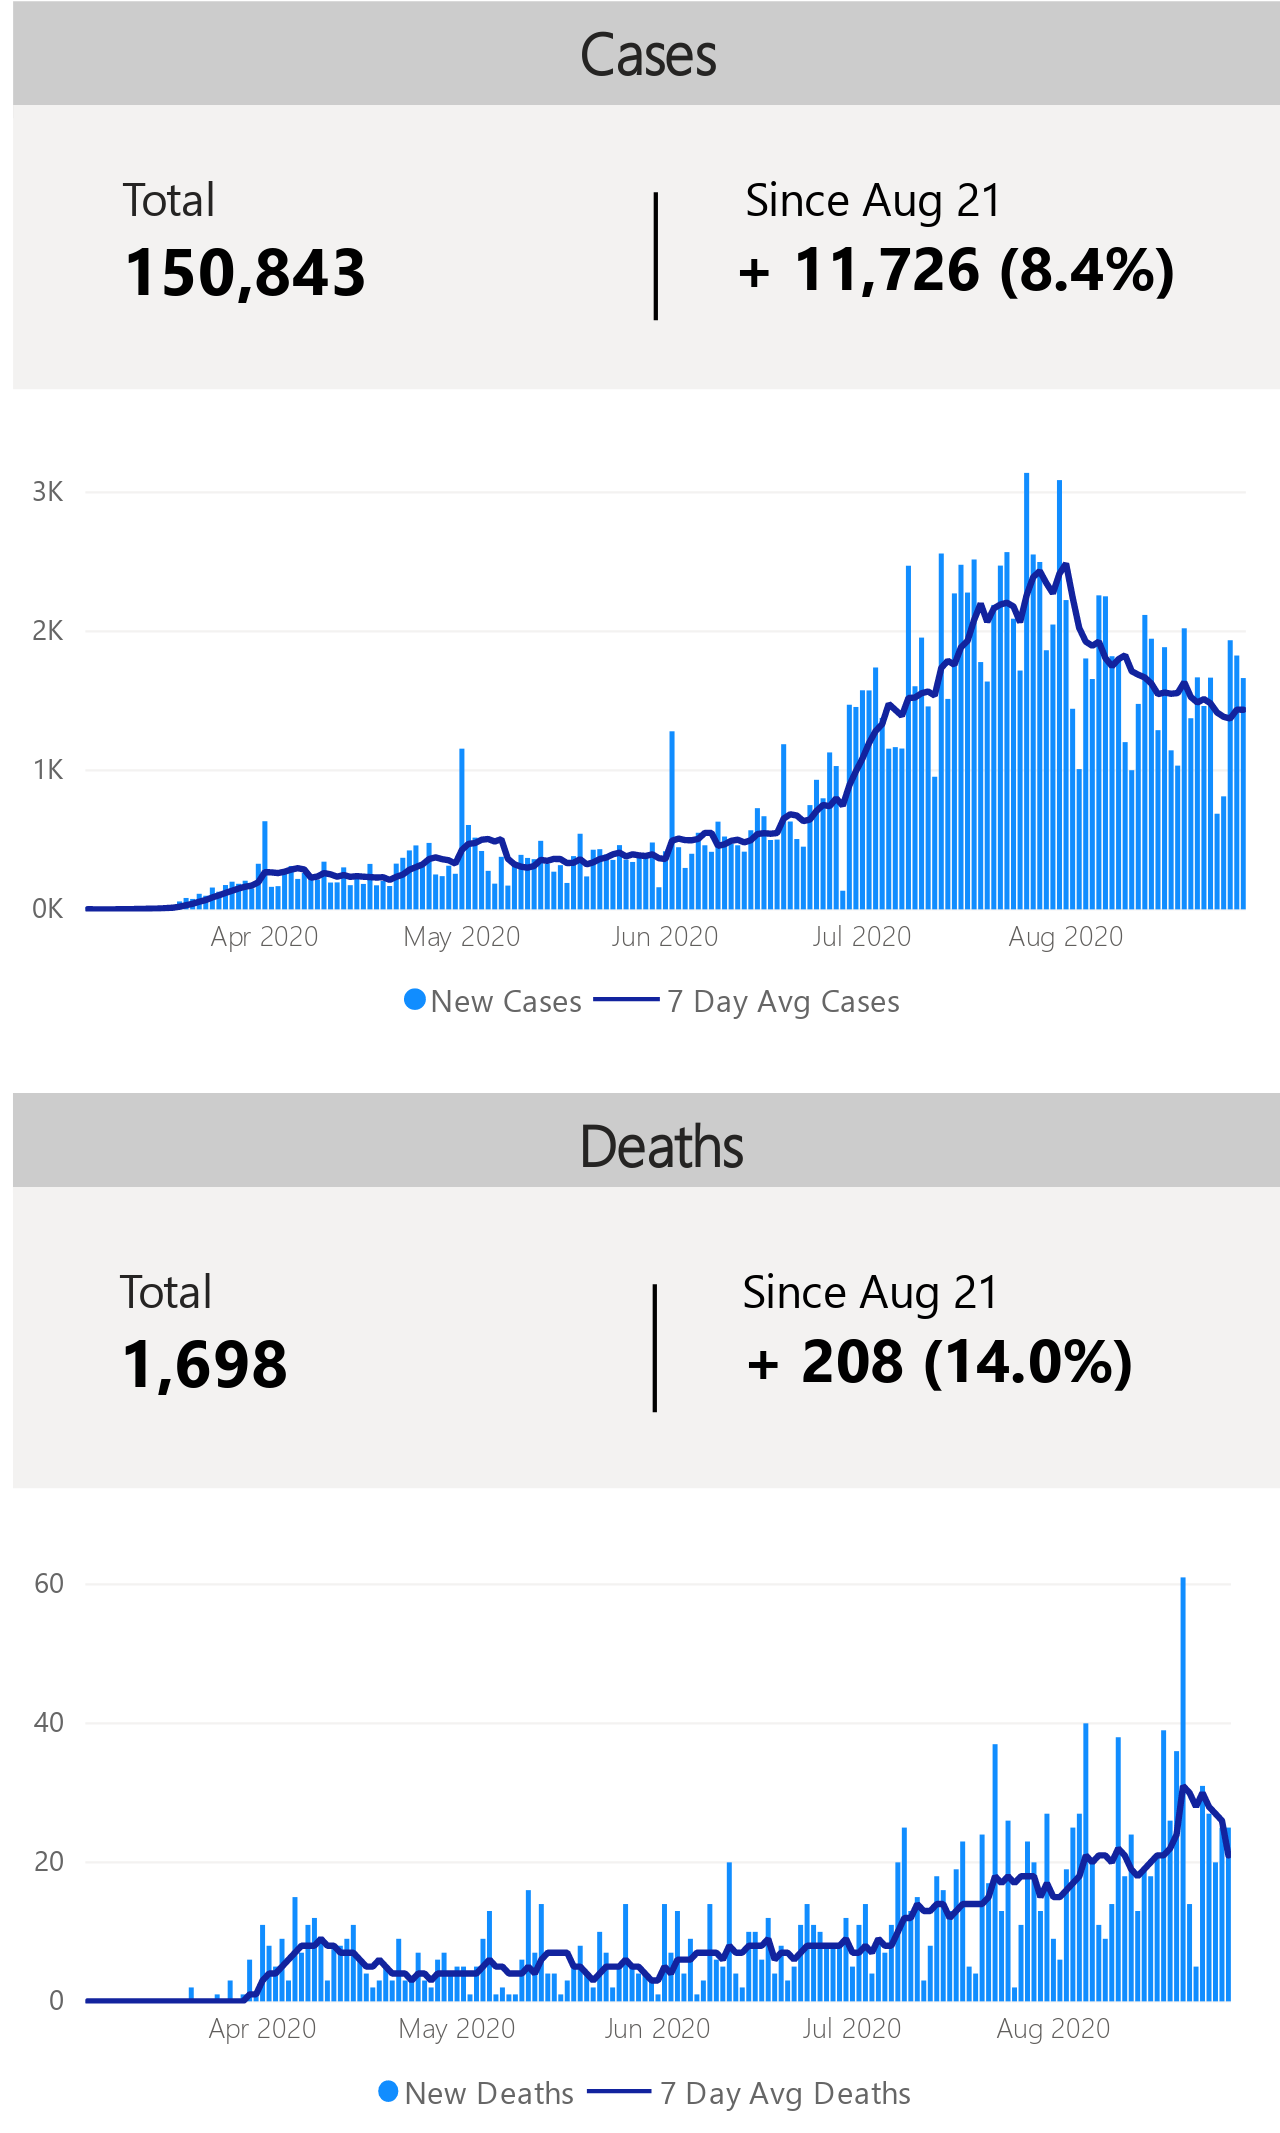 Cases
Total
Since Aug 21
150,843
+ 11,726 (8.4%)
3K
2K
1K
0K
Apr 2020 May 2020 Jun 2020 Jul 2020 Aug 2020
New Cases 7 Day Avg Cases
Deaths
Total
Since Aug 21
1,698
+ 208 (14.0%)
60
40
20
0
Apr 2020 May 2020 Jun 2020 Jul 2020 Aug 2020
New Deaths 7 Day Avg Deaths